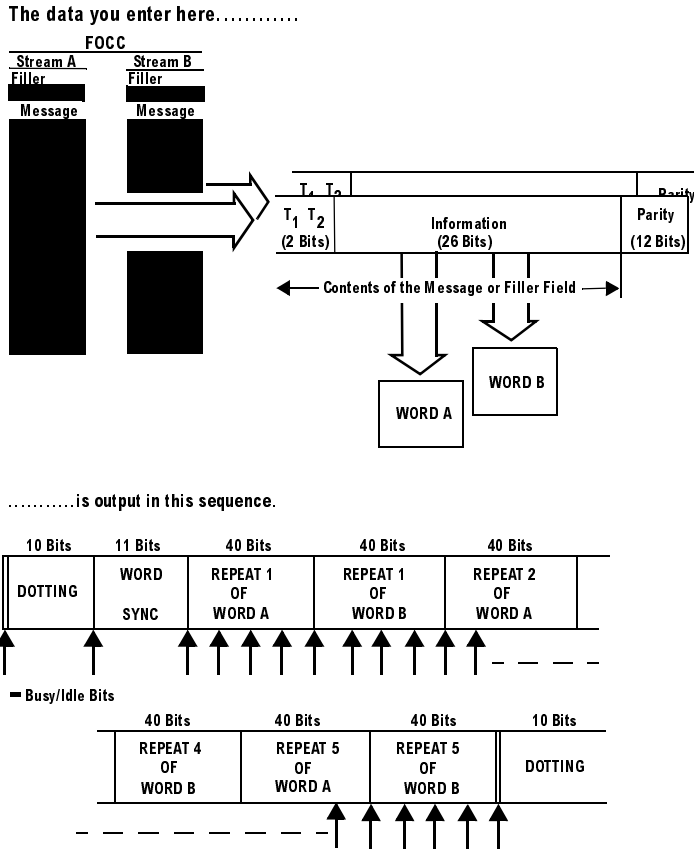 The data you enter here............
FOCC
Stream A Stream B
Filler Filler
Message Message
T1 T2 Parity
T1 T2 Information Parity
(2 Bits) (26 Bits) (12 Bits)
Contents of the Message or Filler Field
WORD B
WORD A
...........is output in this sequence.
10 Bits 11 Bits 40 Bits 40 Bits 40 Bits
DOTTING WORD SYNC REPEAT 1 OF WORD A REPEAT 1 OF WORD B REPEAT 2 OF WORD A
Busy/Idle Bits
40 Bits 40 Bits 40 Bits 10 Bits
REPEAT 4 OF WORD B REPEAT 5 OF WORD A REPEAT 5 OF WORD B DOTTING